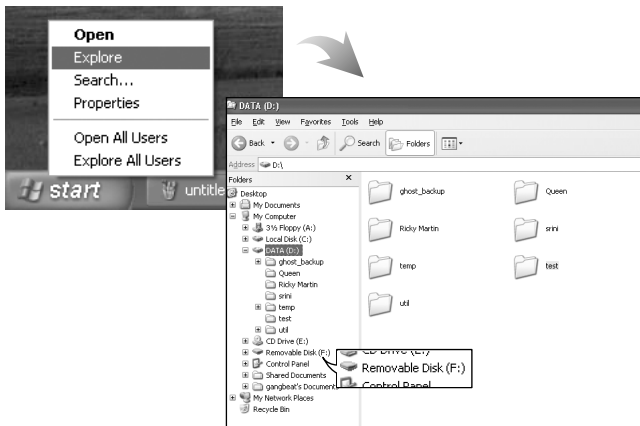 Open
Explore
Search...
Properties
Open All Users
Explore All Users
start
untitle
DATA (D:)
File Edit View Favorites Tools Help
Back Search Folders
Address D:\
Folders x
Desktop
My Documents
My Computer
3½ Floppy (A:)
Local Disk (C:)
DATA (D:)
ghost_backup
Queen
Ricky Martin
srini
temp
test
util
CD Drive (E:)
Removable Disk (F:)
Control Panel
Shared Documents
gangbeat's Documents
My Network Places
Recycle Bin
ghost_backup Queen
Ricky Martin srini
temp test
util
CD Drive (E:)
Removable Disk (F:)
Control Panel